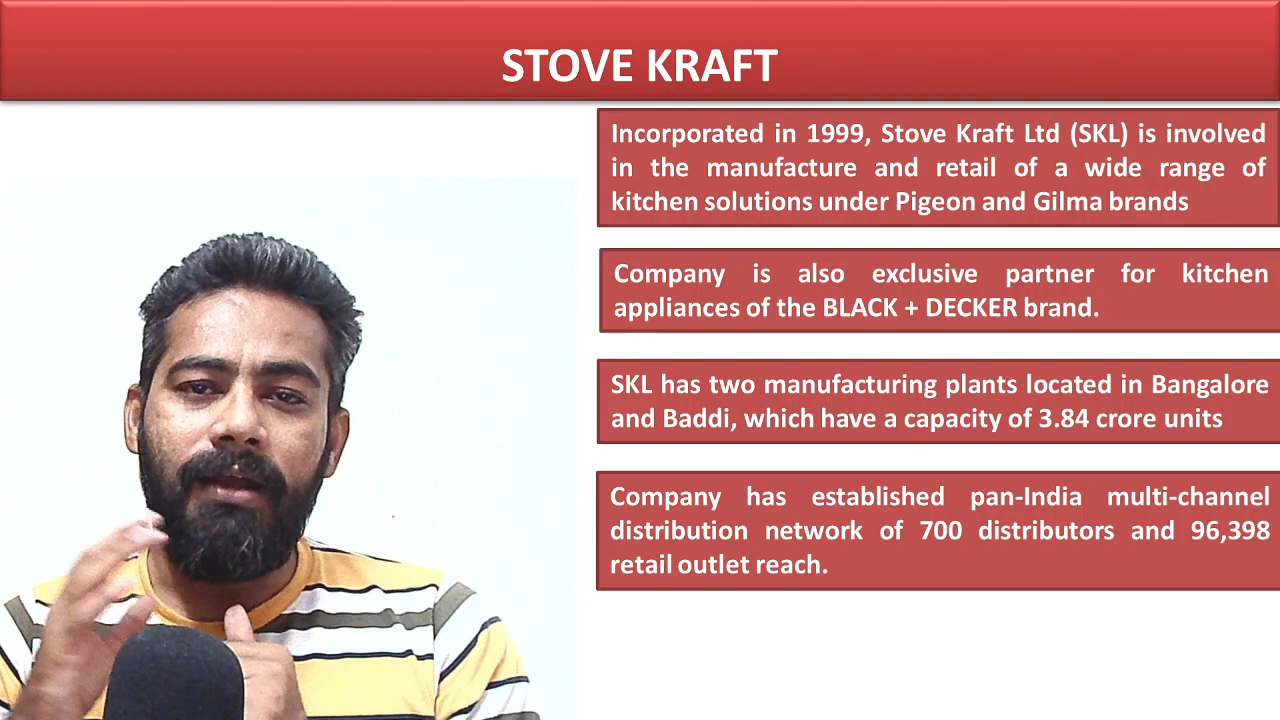 STOVE KRAFT
Incorporated in 1999, Stove Kraft Ltd (SKL) is involved
in the manufacture and retail of a wide range of
kitchen solutions under Pigeon and Gilma brands
Company is also exclusive partner for kitchen
appliances of the BLACK + DECKER brand.
SKL has two manufacturing plants located in Bangalore
and Baddi, which have a capacity of 3.84 crore units
Company has established pan-India multi-channel
distribution network of 700 distributors and 96,398
retail outlet reach.